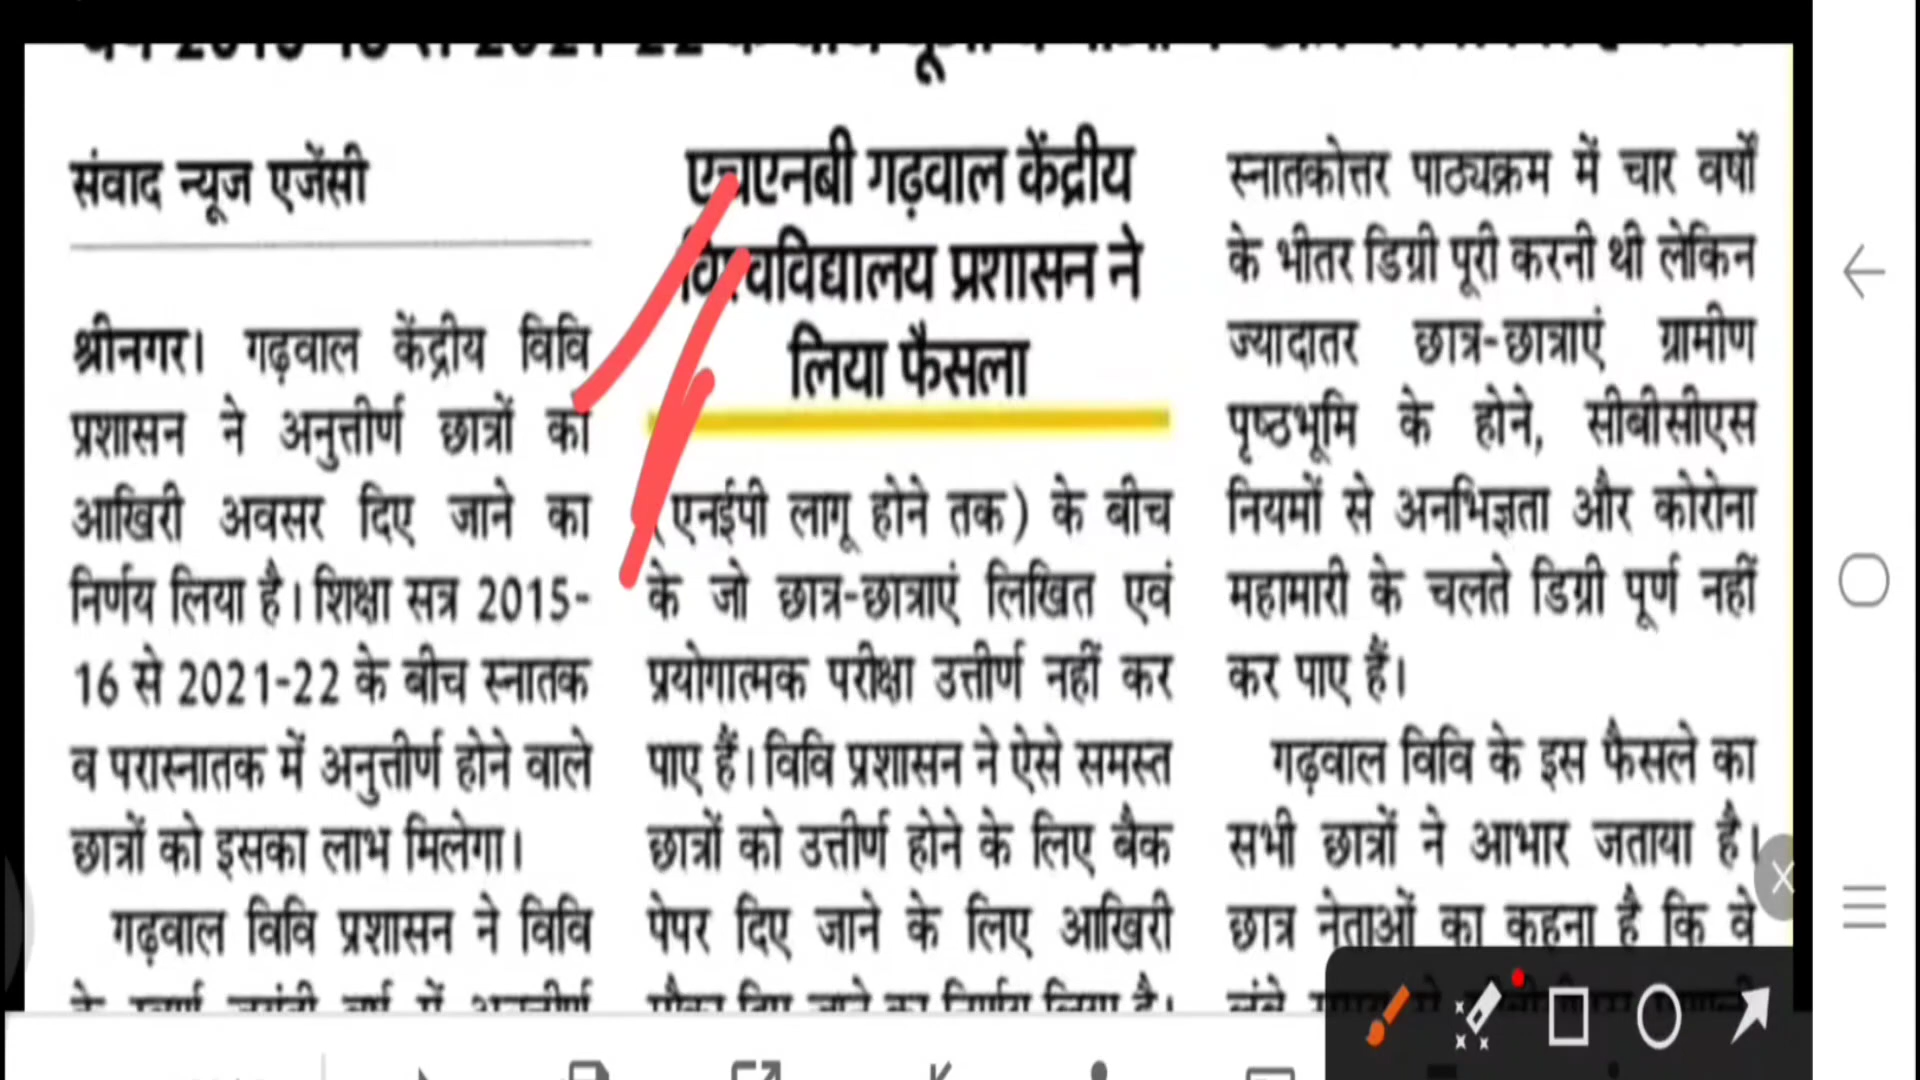 संवाद न्यूज एजेंसी
श्रीनगर। गढ़वाल केंद्रीय विवि
प्रशासन ने अनुत्तीर्ण छात्रों का
आखिरी अवसर दिए जाने का
निर्णय लिया है। शिक्षा सत्र 2015-
16 से 2021-22 के बीच स्नातक
व परास्नातक में अनुत्तीर्ण होने वाले
छात्रों को इसका लाभ मिलेगा।
गढ़वाल विवि प्रशासन ने विवि
एचएनबी गढ़वाल केंद्रीय
विश्वविद्यालय प्रशासन ने
लिया फैसला
(एनईपी लागू होने तक) के बीच
के जो छात्र-छात्राएं लिखित एवं
प्रयोगात्मक परीक्षा उत्तीर्ण नहीं कर
पाए हैं। विवि प्रशासन ने ऐसे समस्त
छात्रों को उत्तीर्ण होने के लिए बैक
पेपर दिए जाने के लिए आखिरी
मौका दिए जाने का निर्णय लिया है।
स्नातकोत्तर पाठ्यक्रम में चार वर्षों
के भीतर डिग्री पूरी करनी थी लेकिन
ज्यादातर छात्र-छात्राएं ग्रामीण
पृष्ठभूमि के होने, सीबीसीएस
नियमों से अनभिज्ञता और कोरोना
महामारी के चलते डिग्री पूर्ण नहीं
कर पाए हैं।
गढ़वाल विवि के इस फैसले का
सभी छात्रों ने आभार जताया है।
छात्र नेताओं का कहना है कि वे